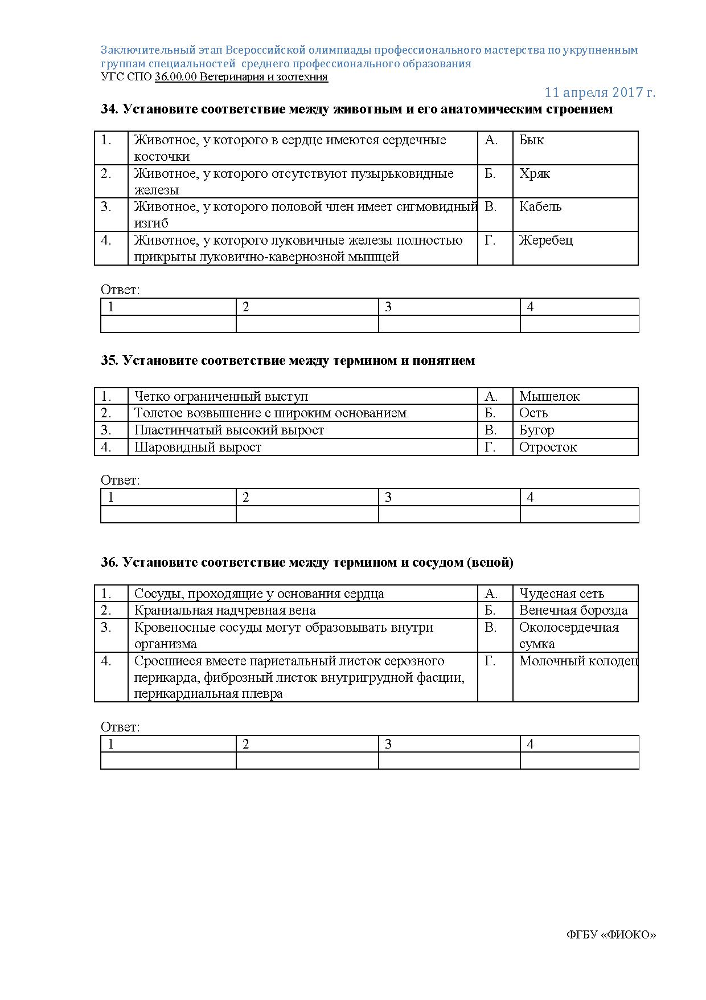 Заключительный этап Всероссийской олимпиады профессионального мастерства по укрупненным
группам специальностей  среднего профессионального образования
УГС СПО 36.00.00 Ветеринария и зоотехния
11 апреля 2017 г.
34. Установите соответствие между животным и его анатомическим строением
1. Животное, у которого в сердце имеются сердечные А. Бык
косточки
2. Животное, у которого отсутствуют пузырьковидные Б. Хряк
железы
3. Животное, у которого половой член имеет сигмовидный В. Кабель
изгиб
4. Животное, у которого луковичные железы полностью Г. Жеребец
прикрыты луковично-кавернозной мышцей
Ответ:
1 2 3 4
35. Установите соответствие между термином и понятием
1. Четко ограниченный выступ А. Мыщелок
2. Толстое возвышение с широким основанием Б. Ость
3. Пластинчатый высокий вырост В. Бугор
4. Шаровидный вырост Г. Отросток
Ответ:
1 2 3 4
36. Установите соответствие между термином и сосудом (веной)
1. Сосуды, проходящие у основания сердца А. Чудесная сеть
2. Краниальная надчревная вена Б. Венечная борозда
3. Кровеносные сосуды могут образовывать внутри В. Околосердечная
организма сумка
4. Сросшиеся вместе париетальный листок серозного Г. Молочный колодец
перикарда, фиброзный листок внутригрудной фасции,
перикардиальная плевра
Ответ:
1 2 3 4
ФГБУ «ФИОКО»